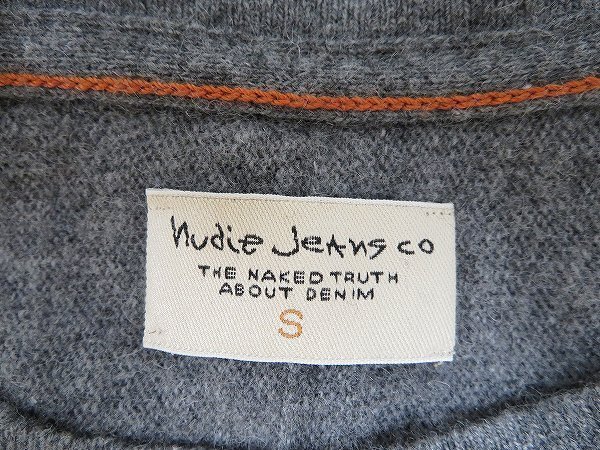 Nudie Jeans co
THE NAKED TRUTH
ABOUT DENIM
S